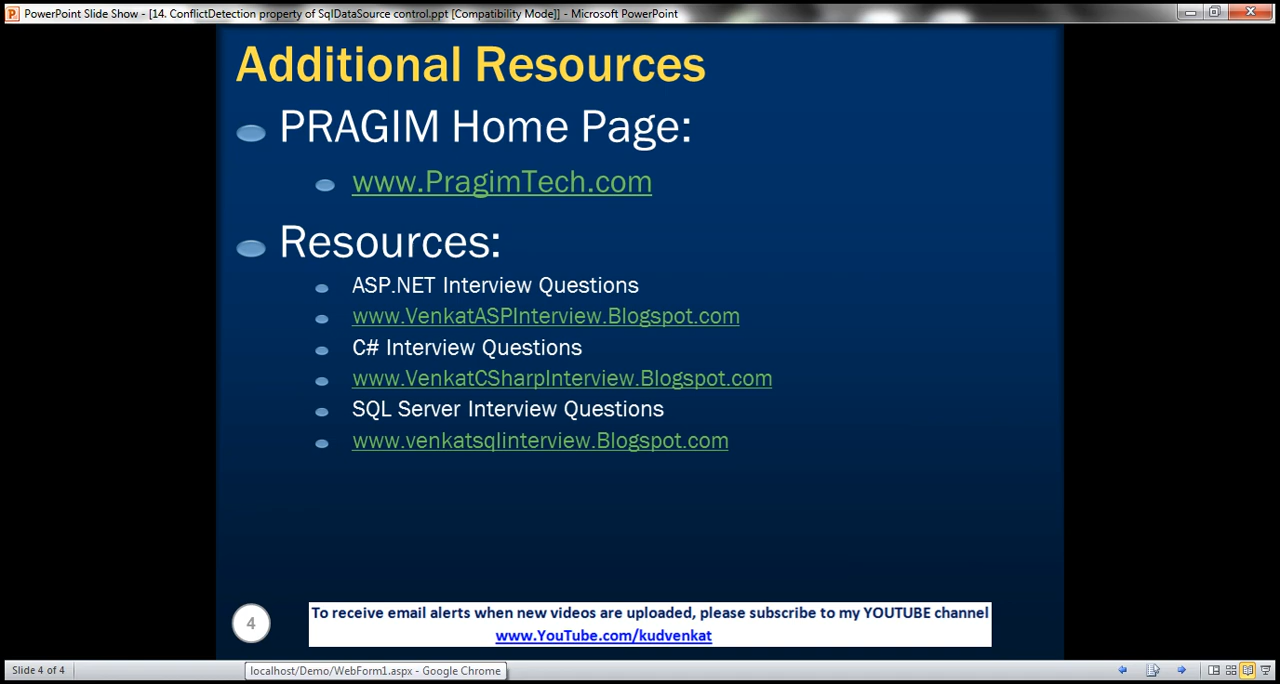 PowerPoint Slide Show - [14. ConflictDetection property of SqlDataSource control.ppt [Compatibility Mode]] - Microsoft PowerPoint
Additional Resources
PRAGIM Home Page:
www.PragimTech.com
Resources:
ASP.NET Interview Questions
www.VenkatASPInterview.Blogspot.com
C# Interview Questions
www.VenkatCSharpInterview.Blogspot.com
SQL Server Interview Questions
www.venkatsqlinterview.Blogspot.com
4
To receive email alerts when new videos are uploaded, please subscribe to my YOUTUBE channel
www.YouTube.com/kudvenkat
Slide 4 of 4
localhost/Demo/WebForm1.aspx - Google Chrome